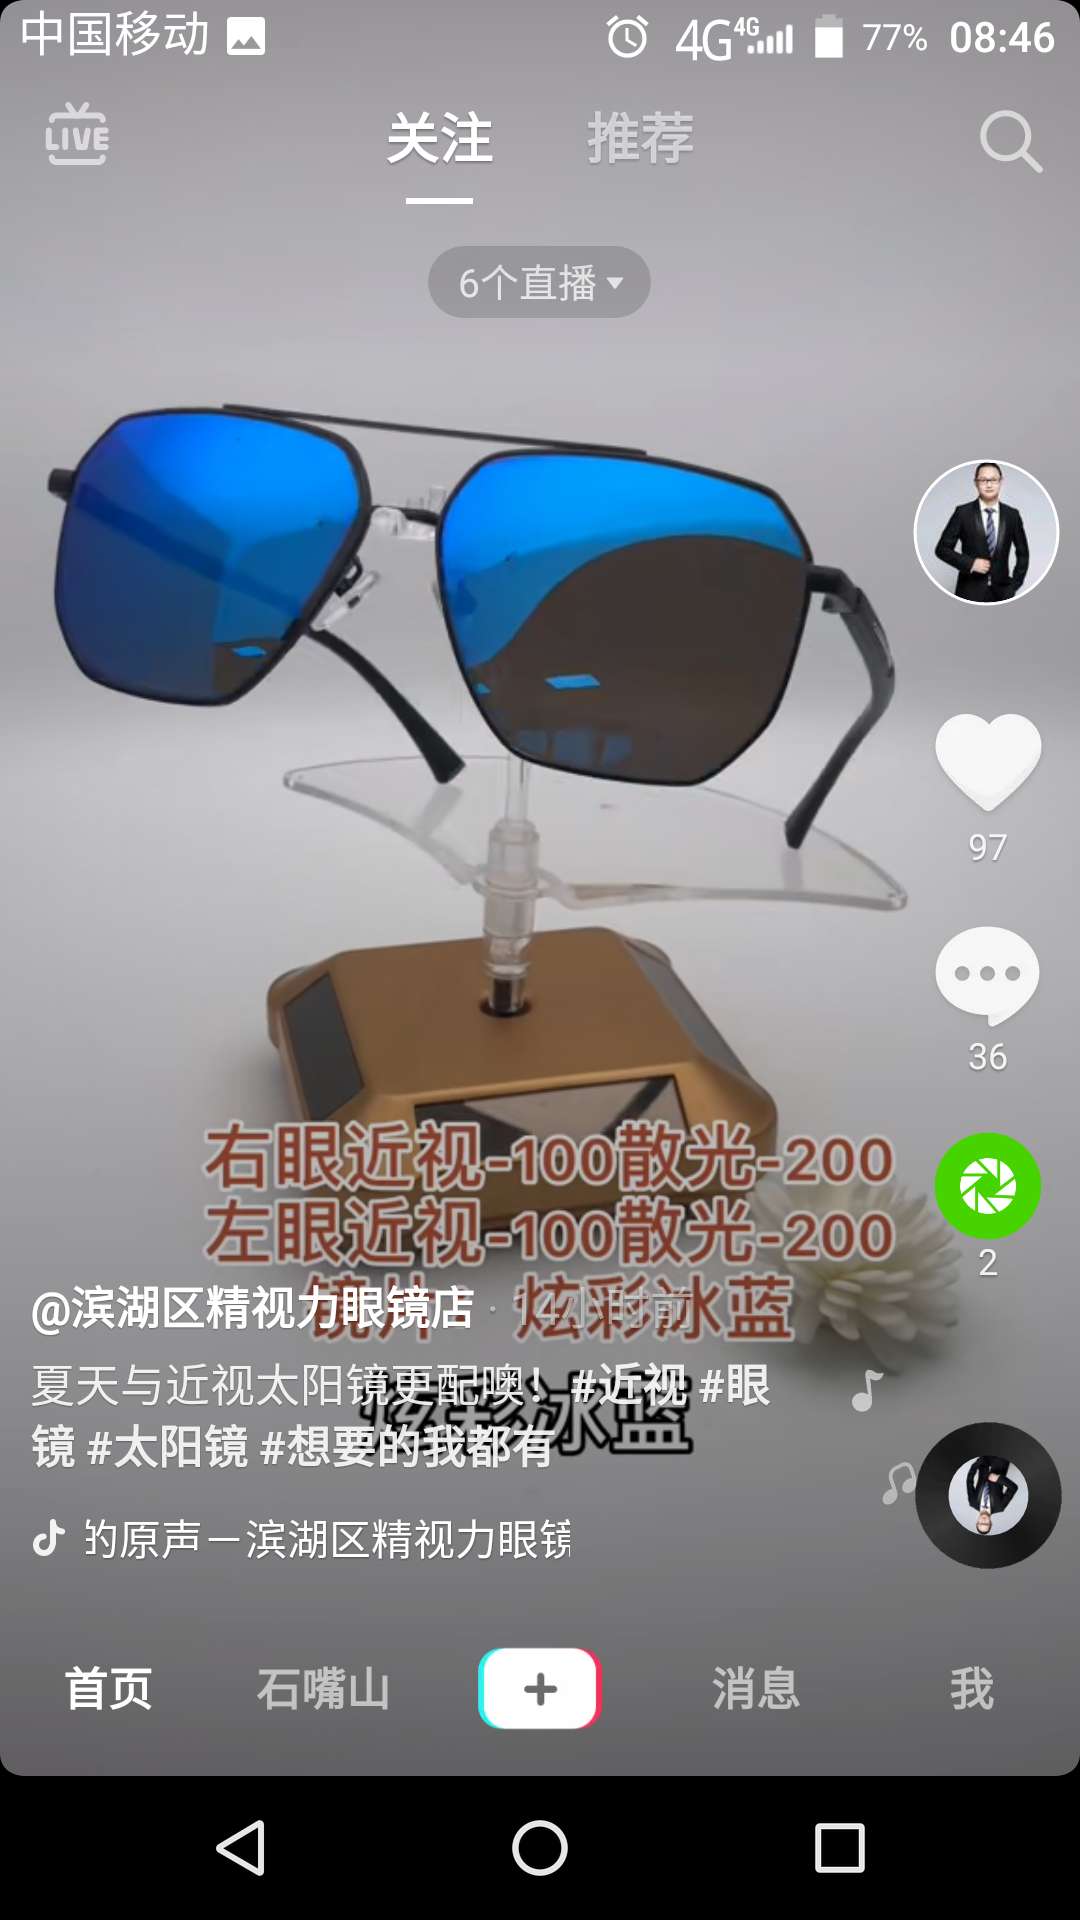 中国移动 4G 4G 77% 08:46
LIVE 关注 推荐
6个直播
97
36
右眼近视-100散光-200
左眼近视-100散光-200
2
镜片：炫彩冰蓝
@滨湖区精视力眼镜店 · 14小时前
夏天与近视太阳镜更配噢！#近视 #眼
镜 #太阳镜 #想要的我都有
炫彩冰蓝
的原声－滨湖区精视力眼镜
首页 石嘴山 消息 我